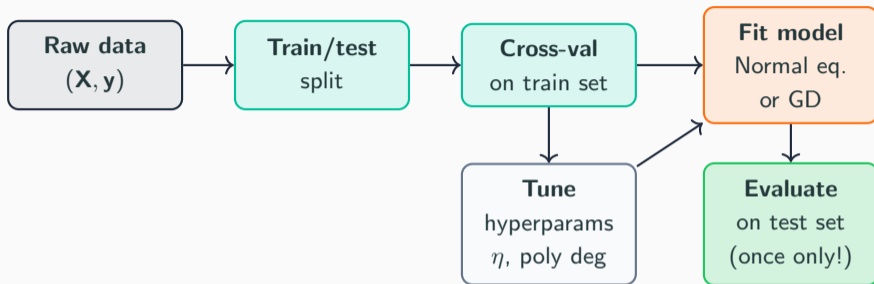 Raw data
(X, y)
Train/test
split
Cross-val
on train set
Fit model
Normal eq.
or GD
Tune
hyperparams
η, poly deg
Evaluate
on test set
(once only!)